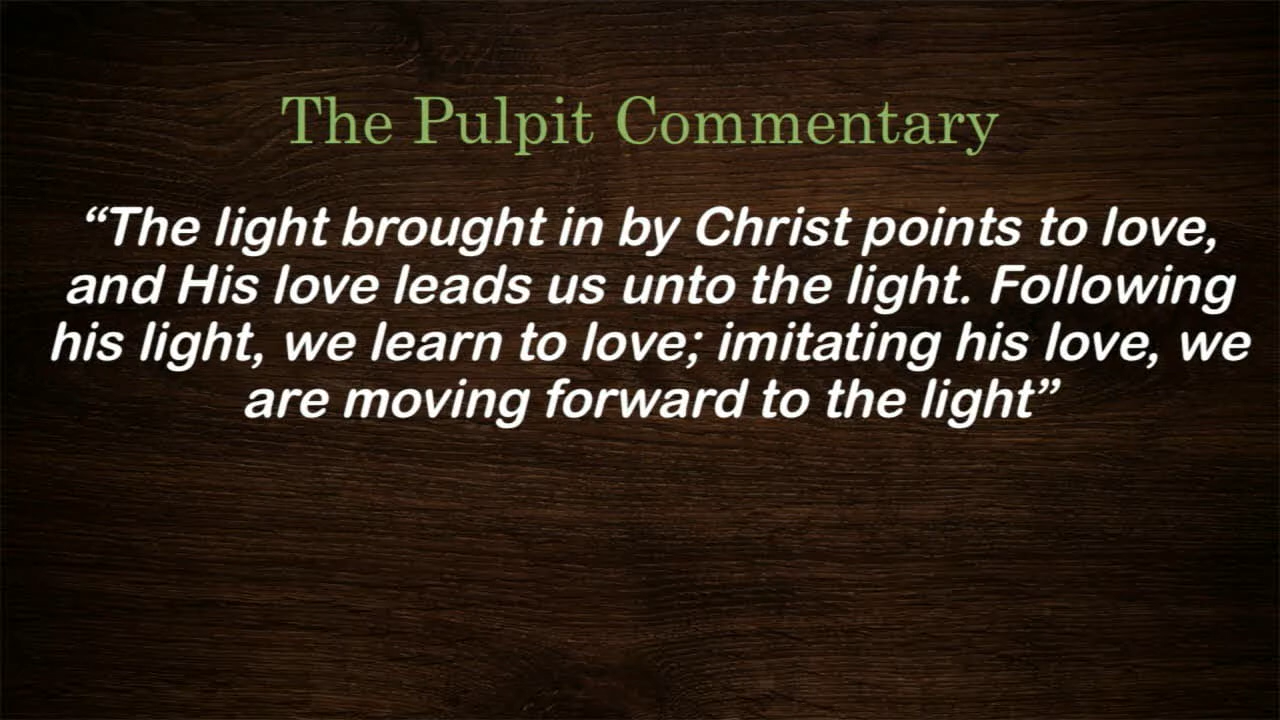 The Pulpit Commentary
“The light brought in by Christ points to love,
and His love leads us unto the light. Following
his light, we learn to love; imitating his love, we
are moving forward to the light”